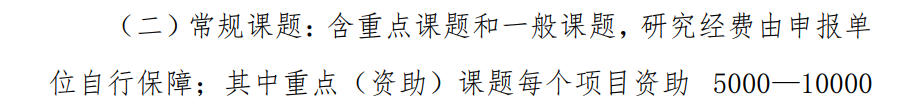 （二）常规课题：含重点课题和一般课题，研究经费由申报单
位自行保障；其中重点（资助）课题每个项目资助 5000—10000